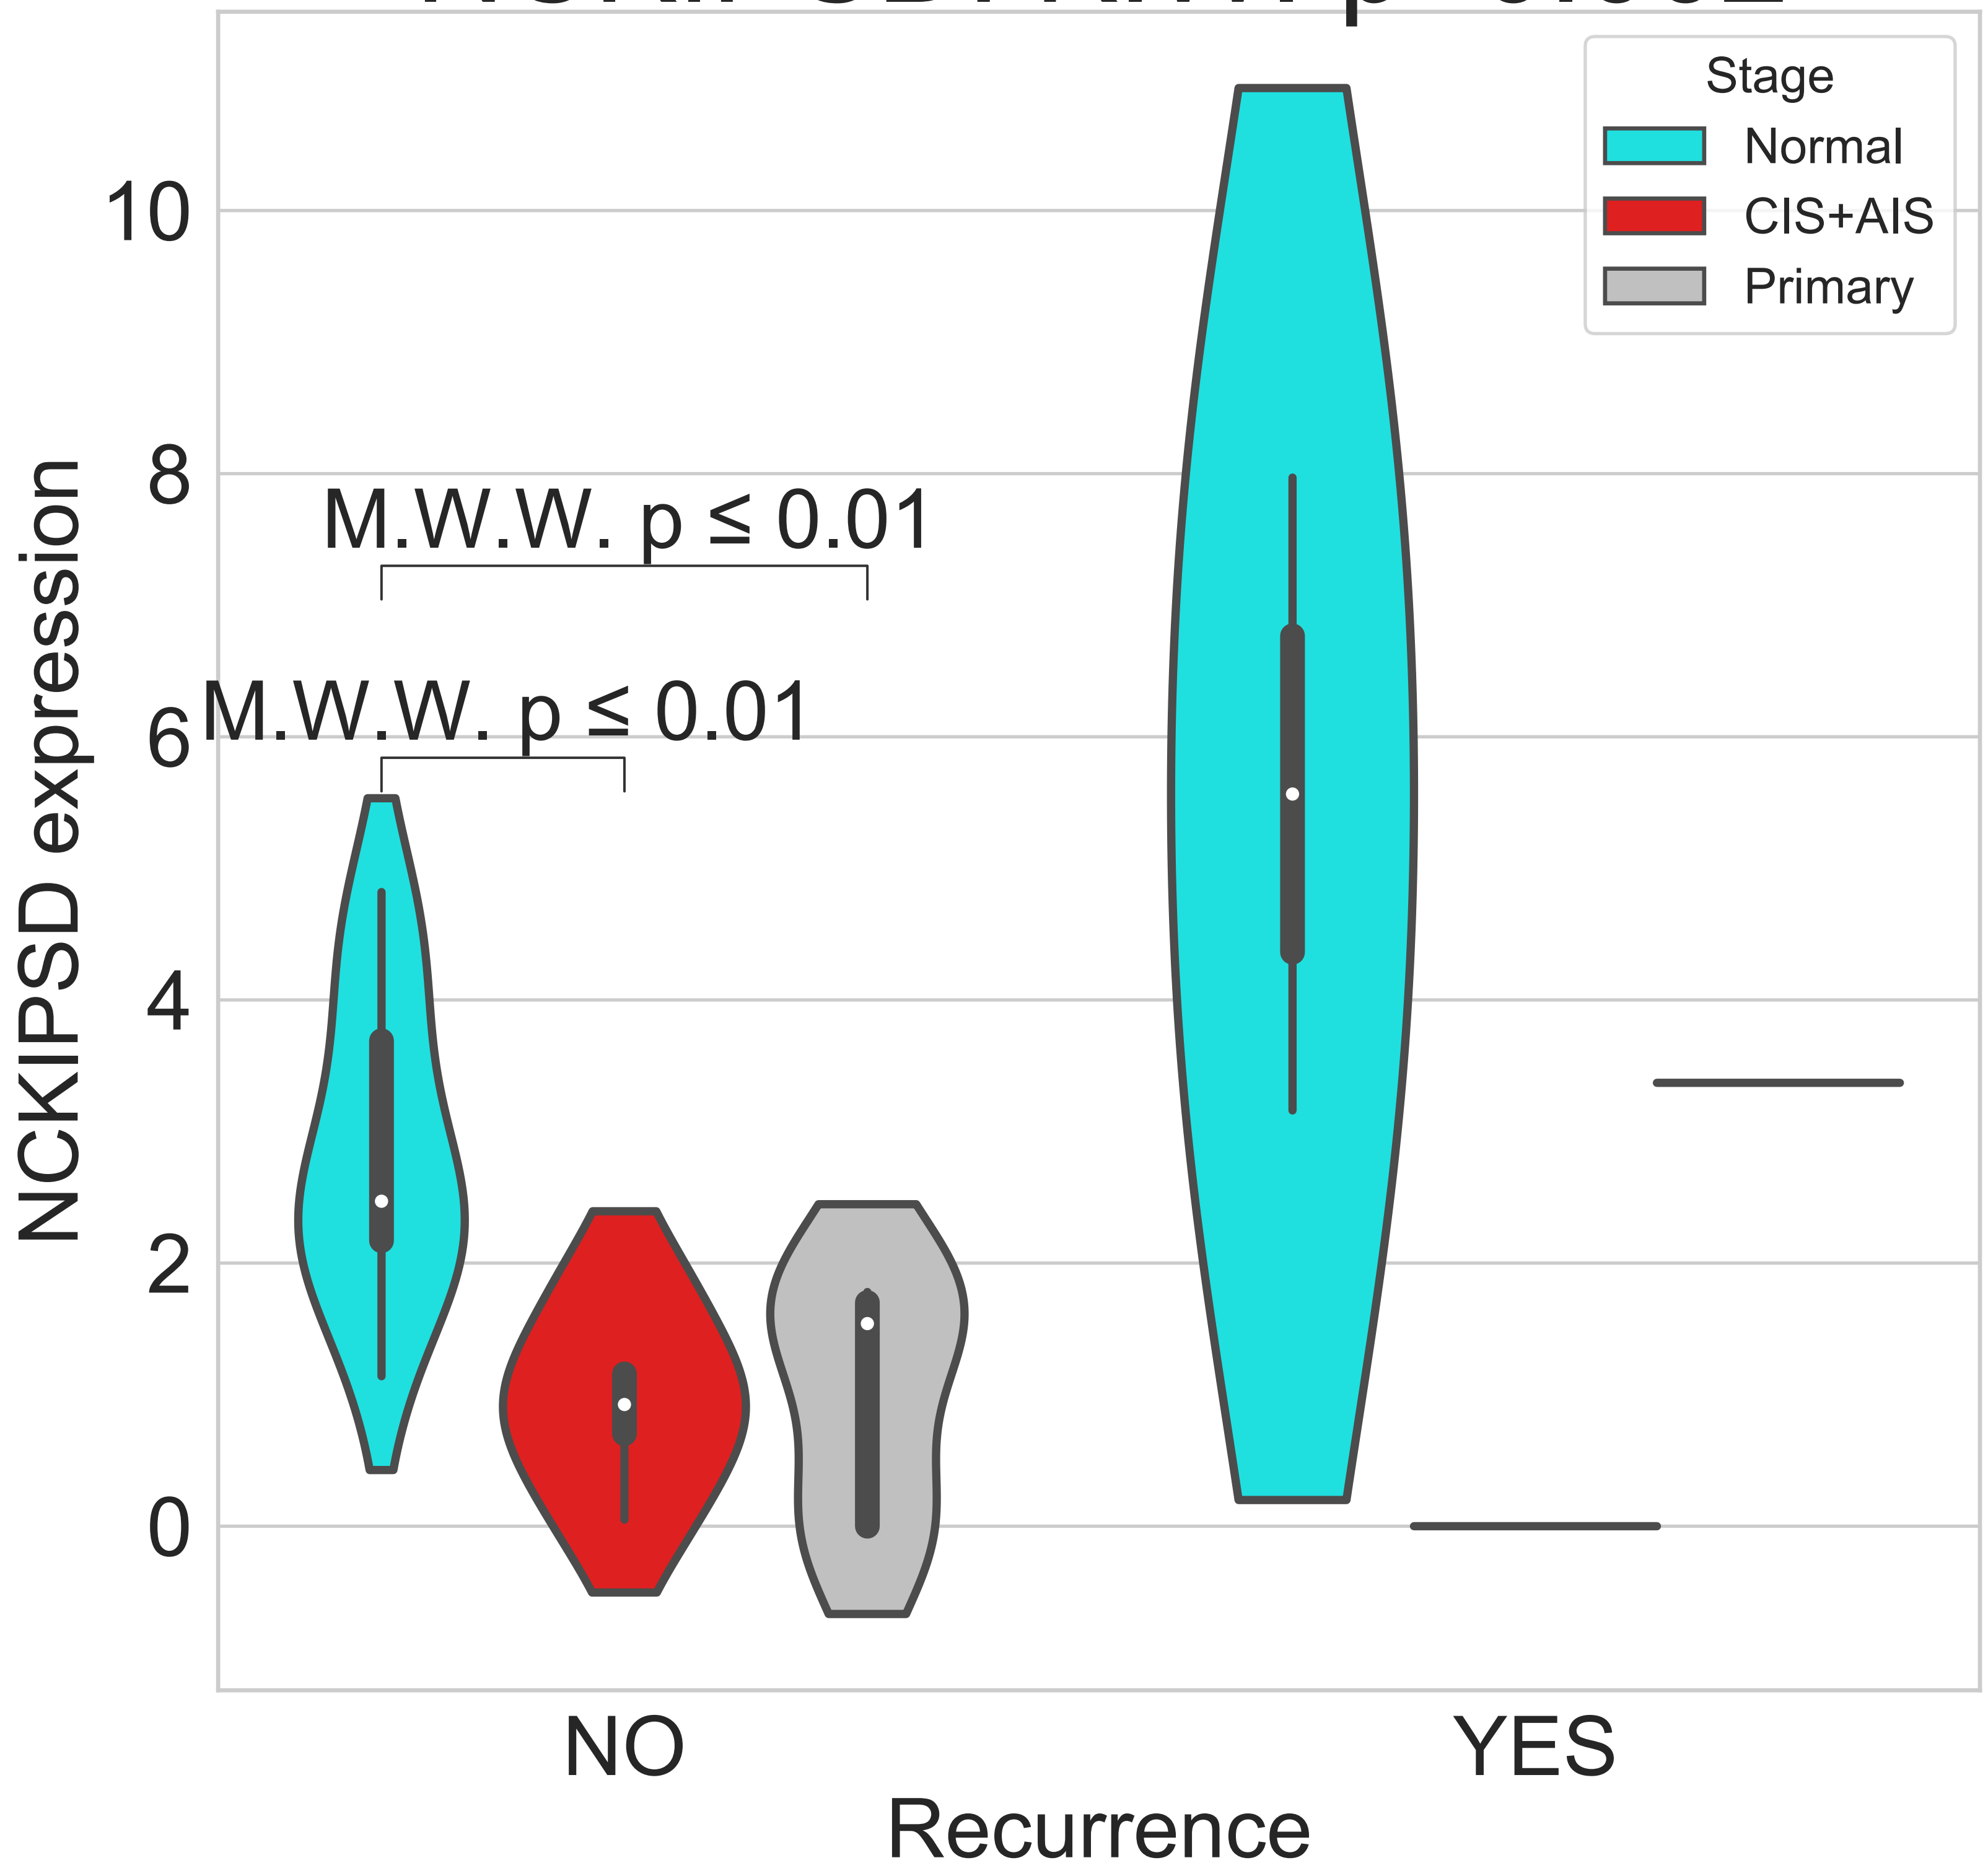 Stage
Normal
CIS+AIS
Primary
10
8
6
4
2
0
NCKIPSD expression
M.W.W. p ≤ 0.01
M.W.W. p ≤ 0.01
NO
YES
Recurrence